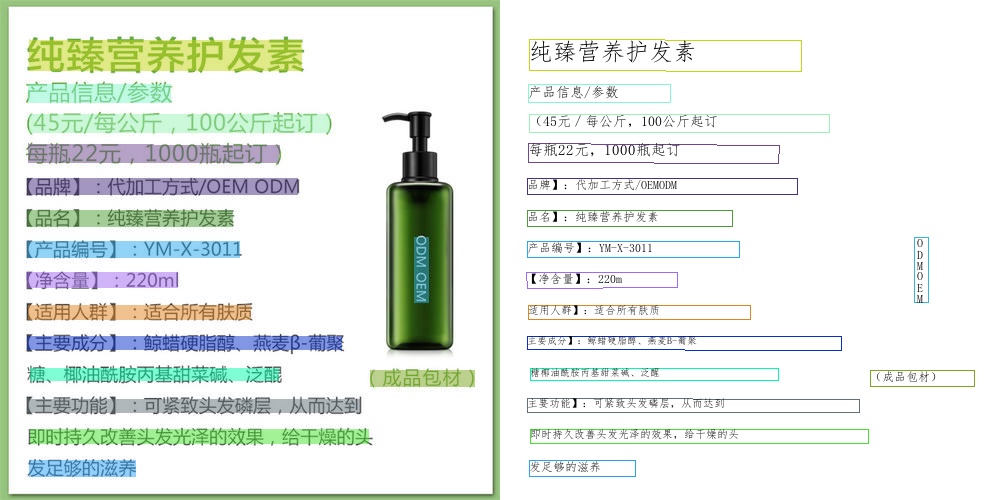 纯臻营养护发素
产品信息/参数
(45元/每公斤，100公斤起订 )
每瓶22元，1000瓶起订 )
【品牌】：代加工方式/OEM ODM
【品名】：纯臻营养护发素
【产品编号】：YM-X-3011
【净含量】：220ml
【适用人群】：适合所有肤质
【主要成分】：鲸蜡硬脂醇、燕麦β-葡聚
糖、椰油酰胺丙基甜菜碱、泛醌
【主要功能】：可紧致头发磷层，从而达到
即时持久改善头发光泽的效果，给干燥的头
发足够的滋养
ODM OEM
( 成品包材 )
纯臻营养护发素
产品信息/参数
（45元/每公斤，100公斤起订
每瓶22元，1000瓶起订
品牌】：代加工方式/OEMODM
品名】：纯臻营养护发素
产品编号】：YM-X-3011
【净含量】：220m
适用人群】：适合所有肤质
主要成分】：鲸蜡硬脂醇、燕麦B-葡聚
糖椰油酰胺丙基甜菜碱、泛醒
主要功能】：可紧致头发磷层，从而达到
即时持久改善头发光泽的效果，给干燥的头
发足够的滋养
ODMOEM
（成品包材）